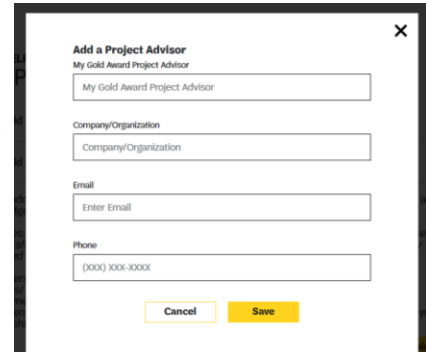 Add a Project Advisor
My Gold Award Project Advisor
My Gold Award Project Advisor
Company/Organization
Company/Organization
Email
Enter Email
Phone
(XXX) XXX-XXXX
Cancel Save